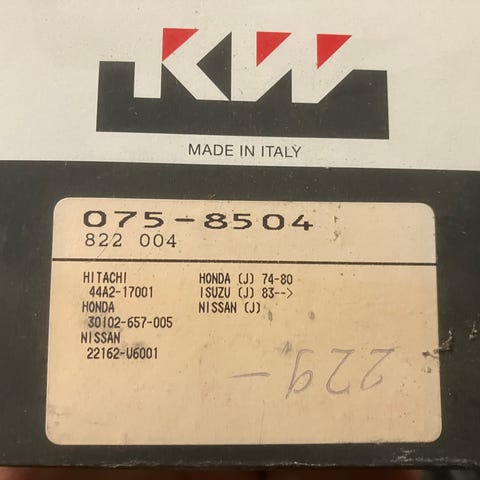 KW
MADE IN ITALY
075-8504
822 004
HITACHI HONDA (J) 74-80
44A2-17001 ISUZU (J) 83-->
HONDA NISSAN (J)
30102-657-005
NISSAN
22162-U6001
229-